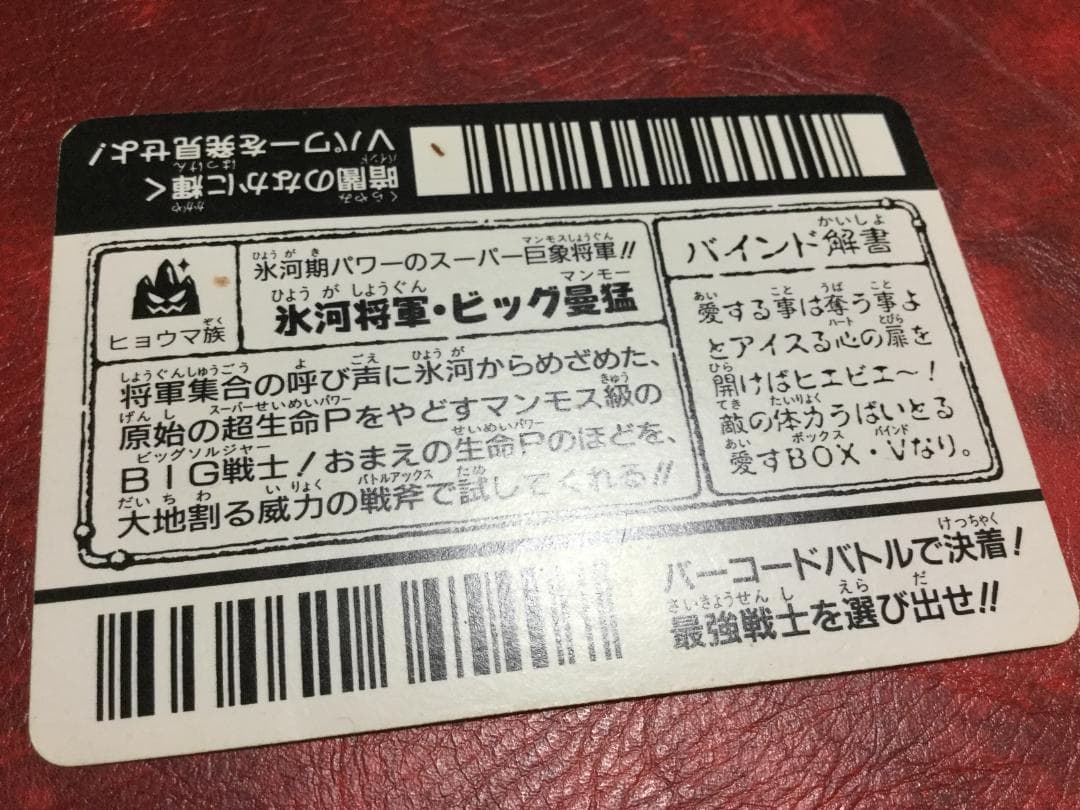 暗闇のなかに輝く
Vパワーを発見せよ!
ヒョウマ族
氷河期パワーのスーパー巨象将軍!!
氷河将軍・ビッグ曼猛
将軍集合の呼び声に氷河からめざめた、
原始の超生命Pをやどすマンモス級の
BIG戦士!おまえの生命Pのほどを、
大地割る威力の戦斧で試してくれる!!
バインド解書
愛する事は奪う事よ
とアイスる心の扉を
開けばヒエビエ〜!
敵の体力うばいとる
愛すBOX・Vなり。
バーコードバトルで決着!
最強戦士を選び出せ!!